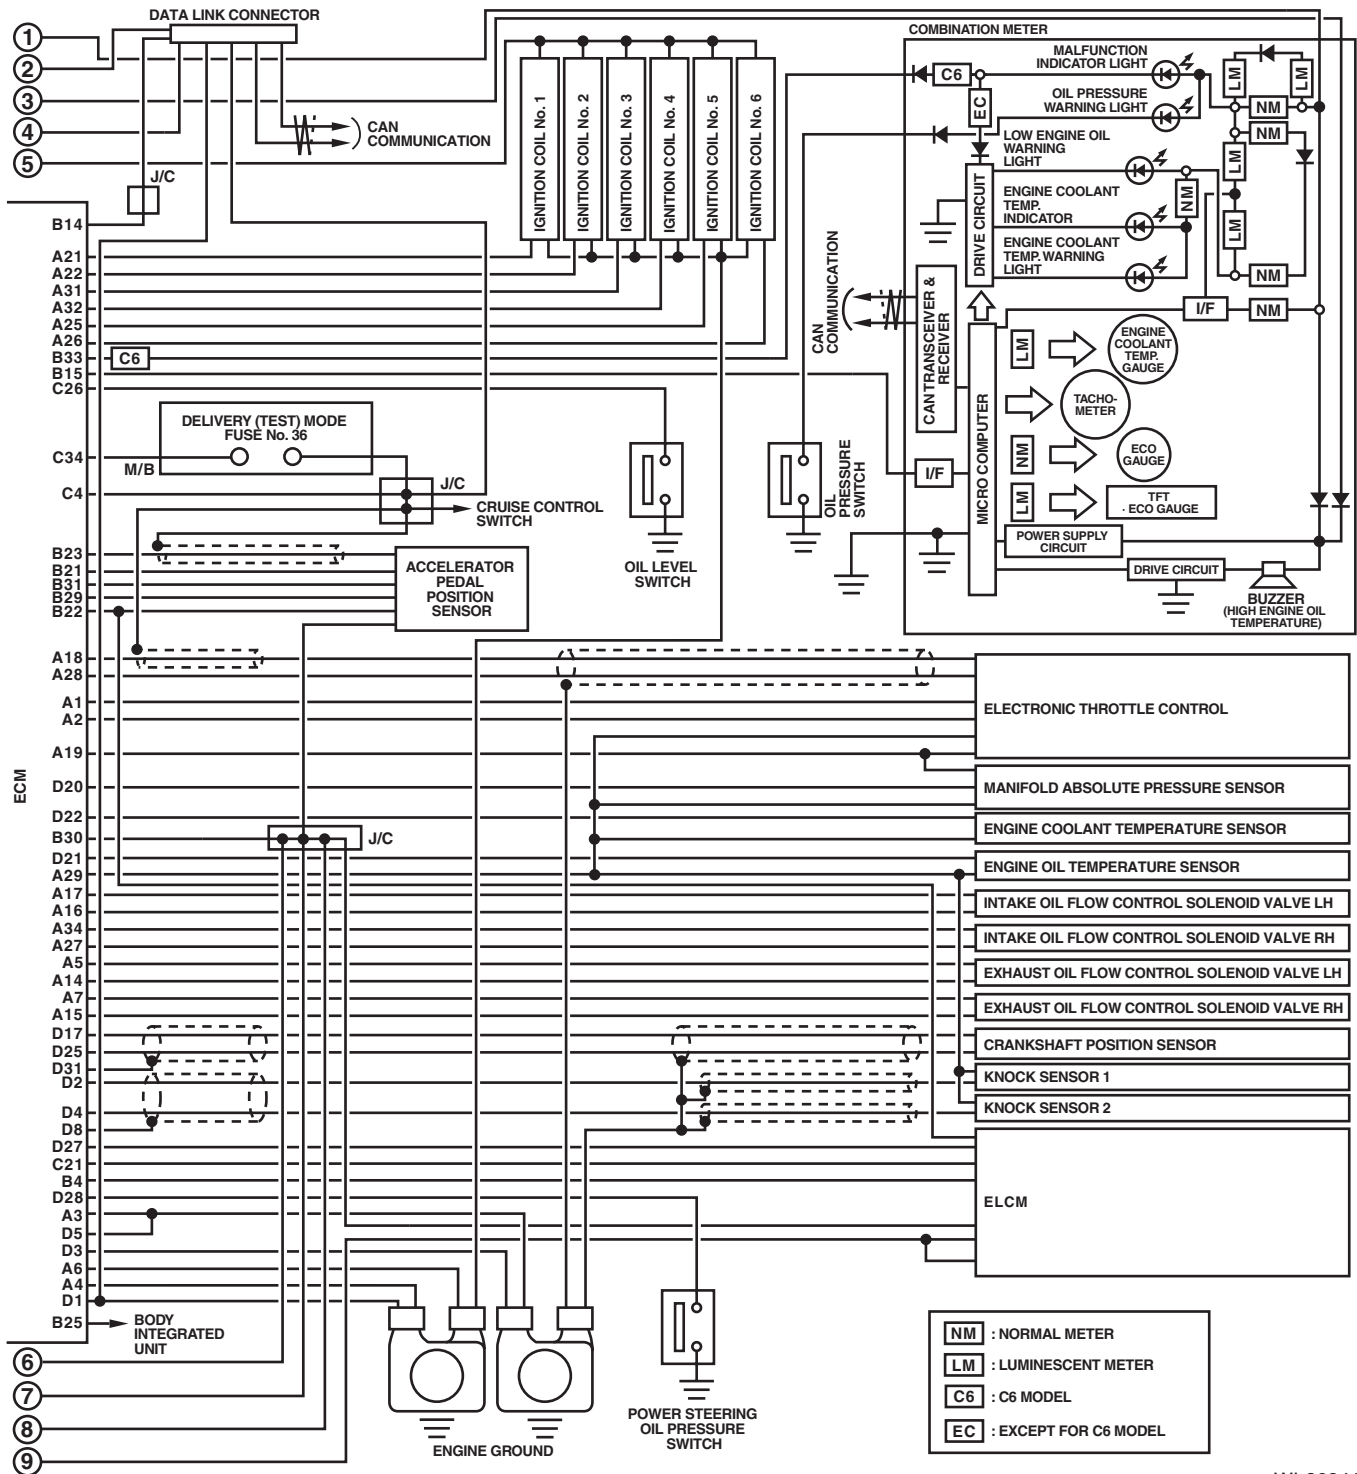 DATA LINK CONNECTOR
1
2
3
4
5
CAN
COMMUNICATION
J/C
IGNITION COIL No. 1
IGNITION COIL No. 2
IGNITION COIL No. 3
IGNITION COIL No. 4
IGNITION COIL No. 5
IGNITION COIL No. 6
COMBINATION METER
MALFUNCTION
INDICATOR LIGHT
C6
OIL PRESSURE
WARNING LIGHT
EC
LOW ENGINE OIL
WARNING
LIGHT
ENGINE COOLANT
TEMP.
INDICATOR
ENGINE COOLANT
TEMP. WARNING
LIGHT
DRIVE CIRCUIT
LM
LM
NM
NM
LM
NM
LM
NM
I/F
NM
CAN
COMMUNICATION
CAN TRANSCEIVER &
RECEIVER
MICRO COMPUTER
LM
ENGINE
COOLANT
TEMP.
GAUGE
TACHO-
METER
NM
ECO
GAUGE
LM
TFT
· ECO GAUGE
I/F
POWER SUPPLY
CIRCUIT
DRIVE CIRCUIT
BUZZER
(HIGH ENGINE OIL
TEMPERATURE)
ECM
B14
A21
A22
A31
A32
A25
A26
B33
C6
B15
C26
DELIVERY (TEST) MODE
FUSE No. 36
C34
M/B
C4
J/C
CRUISE CONTROL
SWITCH
OIL LEVEL
SWITCH
OIL
PRESSURE
SWITCH
B23
B21
B31
B29
B22
ACCELERATOR
PEDAL
POSITION
SENSOR
A18
A28
A1
A2
A19
D20
D22
B30
J/C
D21
A29
A17
A16
A34
A27
A5
A14
A7
A15
D17
D25
D31
D2
D4
D8
D27
C21
B4
D28
A3
D5
D3
A6
A4
D1
B25
BODY
INTEGRATED
UNIT
ELECTRONIC THROTTLE CONTROL
MANIFOLD ABSOLUTE PRESSURE SENSOR
ENGINE COOLANT TEMPERATURE SENSOR
ENGINE OIL TEMPERATURE SENSOR
INTAKE OIL FLOW CONTROL SOLENOID VALVE LH
INTAKE OIL FLOW CONTROL SOLENOID VALVE RH
EXHAUST OIL FLOW CONTROL SOLENOID VALVE LH
EXHAUST OIL FLOW CONTROL SOLENOID VALVE RH
CRANKSHAFT POSITION SENSOR
KNOCK SENSOR 1
KNOCK SENSOR 2
ELCM
6
7
8
9
ENGINE GROUND
POWER STEERING
OIL PRESSURE
SWITCH
NM : NORMAL METER
LM : LUMINESCENT METER
C6 : C6 MODEL
EC : EXCEPT FOR C6 MODEL